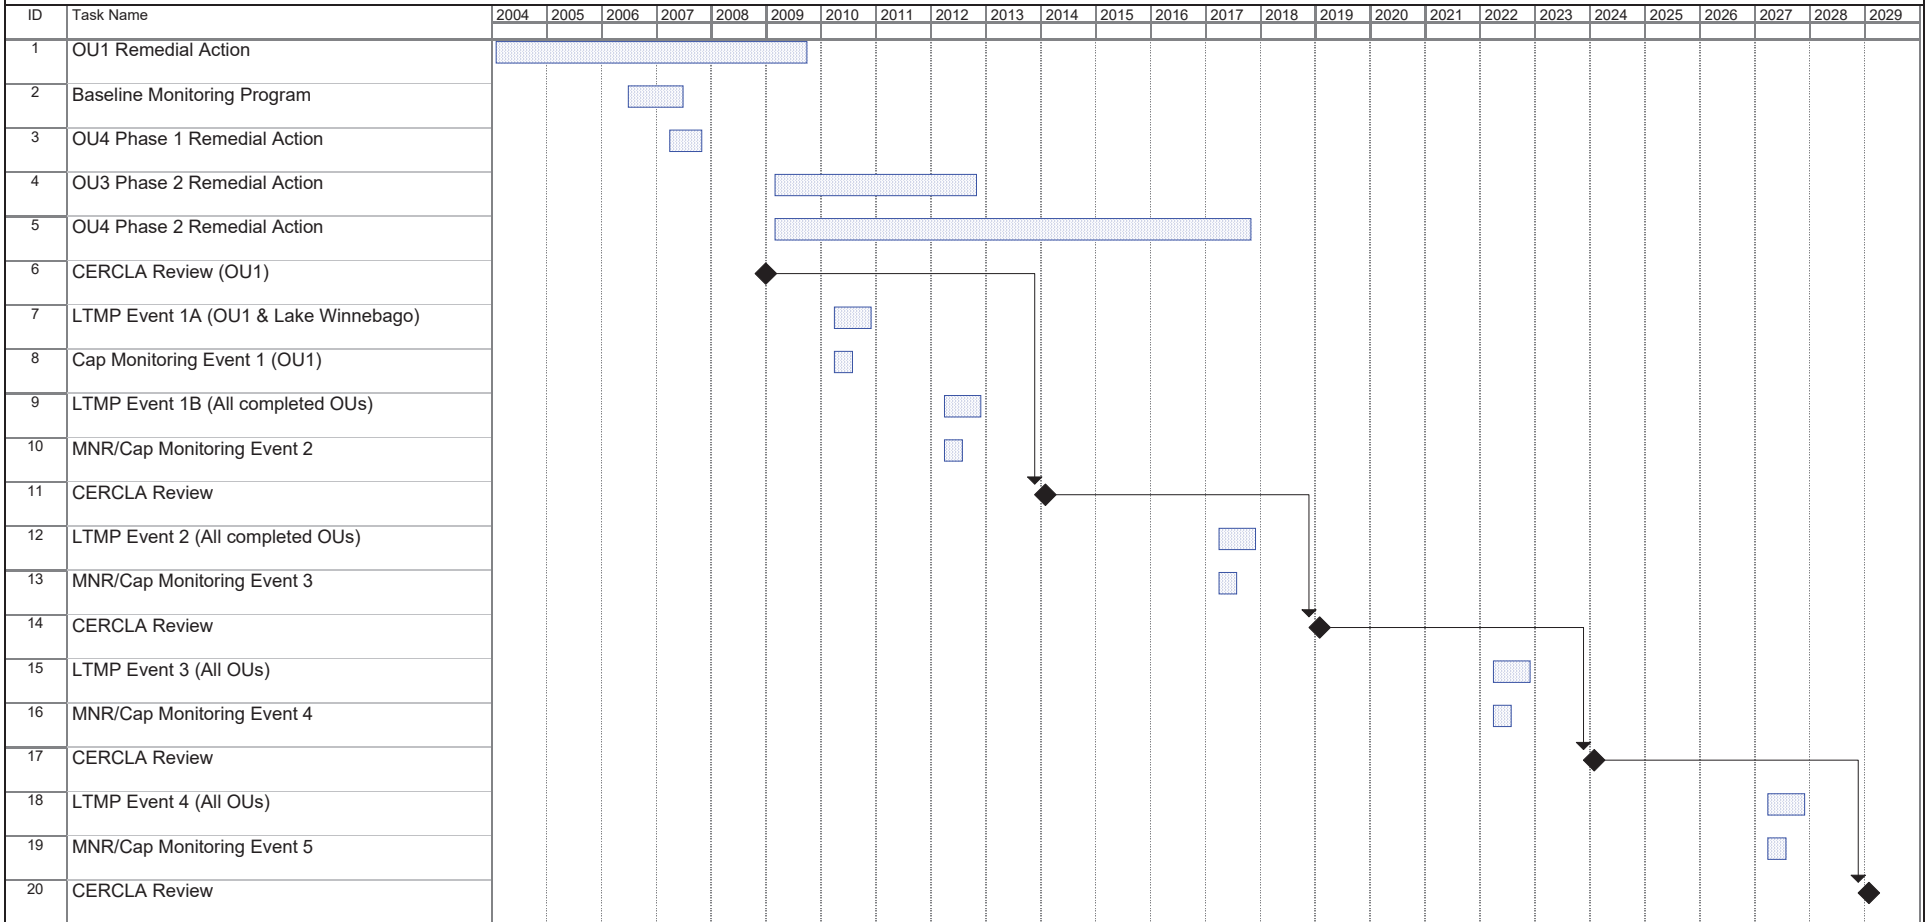 ID Task Name 2004 2005 2006 2007 2008 2009 2010 2011 2012 2013 2014 2015 2016 2017 2018 2019 2020 2021 2022 2023 2024 2025 2026 2027 2028 2029
1 OU1 Remedial Action
2 Baseline Monitoring Program
3 OU4 Phase 1 Remedial Action
4 OU3 Phase 2 Remedial Action
5 OU4 Phase 2 Remedial Action
6 CERCLA Review (OU1)
7 LTMP Event 1A (OU1 & Lake Winnebago)
8 Cap Monitoring Event 1 (OU1)
9 LTMP Event 1B (All completed OUs)
10 MNR/Cap Monitoring Event 2
11 CERCLA Review
12 LTMP Event 2 (All completed OUs)
13 MNR/Cap Monitoring Event 3
14 CERCLA Review
15 LTMP Event 3 (All OUs)
16 MNR/Cap Monitoring Event 4
17 CERCLA Review
18 LTMP Event 4 (All OUs)
19 MNR/Cap Monitoring Event 5
20 CERCLA Review